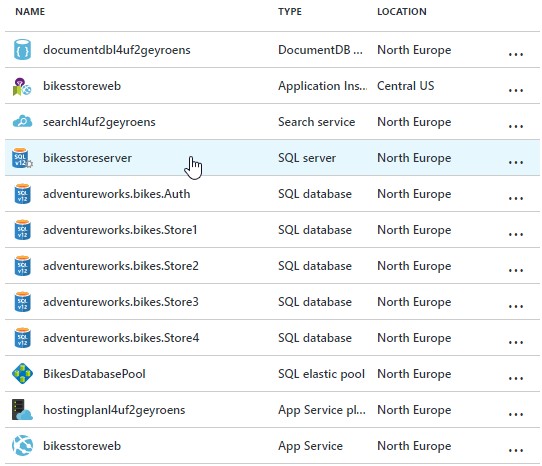 NAME TYPE LOCATION
documentdbl4uf2geyroens DocumentDB ... North Europe ...
bikesstoreweb Application Ins... Central US ...
searchl4uf2geyroens Search service North Europe ...
SQL v12 bikesstoreserver SQL server North Europe ...
SQL v12 adventureworks.bikes.Auth SQL database North Europe ...
SQL v12 adventureworks.bikes.Store1 SQL database North Europe ...
SQL v12 adventureworks.bikes.Store2 SQL database North Europe ...
SQL v12 adventureworks.bikes.Store3 SQL database North Europe ...
SQL v12 adventureworks.bikes.Store4 SQL database North Europe ...
BikesDatabasePool SQL elastic pool North Europe ...
hostingplanl4uf2geyroens App Service pl... North Europe ...
bikesstoreweb App Service North Europe ...